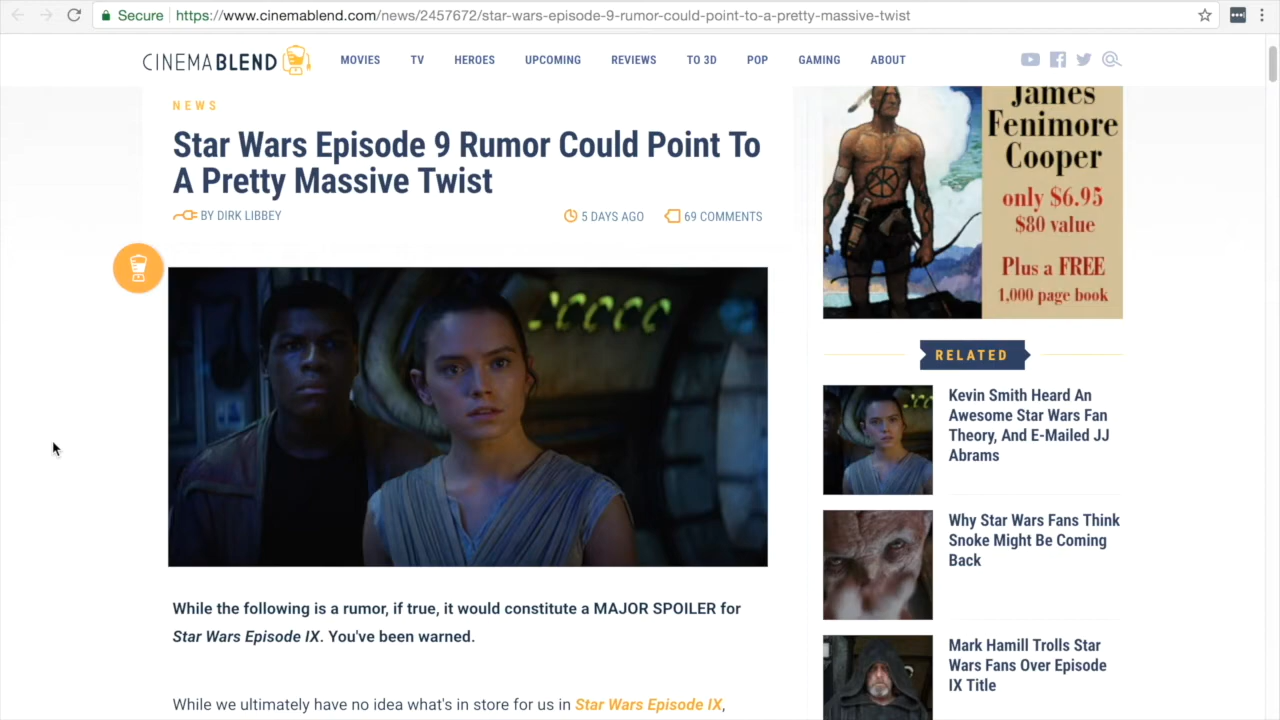 Secure https://www.cinemablend.com/news/2457672/star-wars-episode-9-rumor-could-point-to-a-pretty-massive-twist
CINEMABLEND MOVIES TV HEROES UPCOMING REVIEWS TO 3D POP GAMING ABOUT
NEWS
Star Wars Episode 9 Rumor Could Point To
A Pretty Massive Twist
BY DIRK LIBBEY 5 DAYS AGO 69 COMMENTS
While the following is a rumor, if true, it would constitute a MAJOR SPOILER for
Star Wars Episode IX. You've been warned.
While we ultimately have no idea what's in store for us in Star Wars Episode IX,
James
Fenimore
Cooper
only $6.95
$80 value
Plus a FREE
1,000 page book
RELATED
Kevin Smith Heard An
Awesome Star Wars Fan
Theory, And E-Mailed JJ
Abrams
Why Star Wars Fans Think
Snoke Might Be Coming
Back
Mark Hamill Trolls Star
Wars Fans Over Episode
IX Title